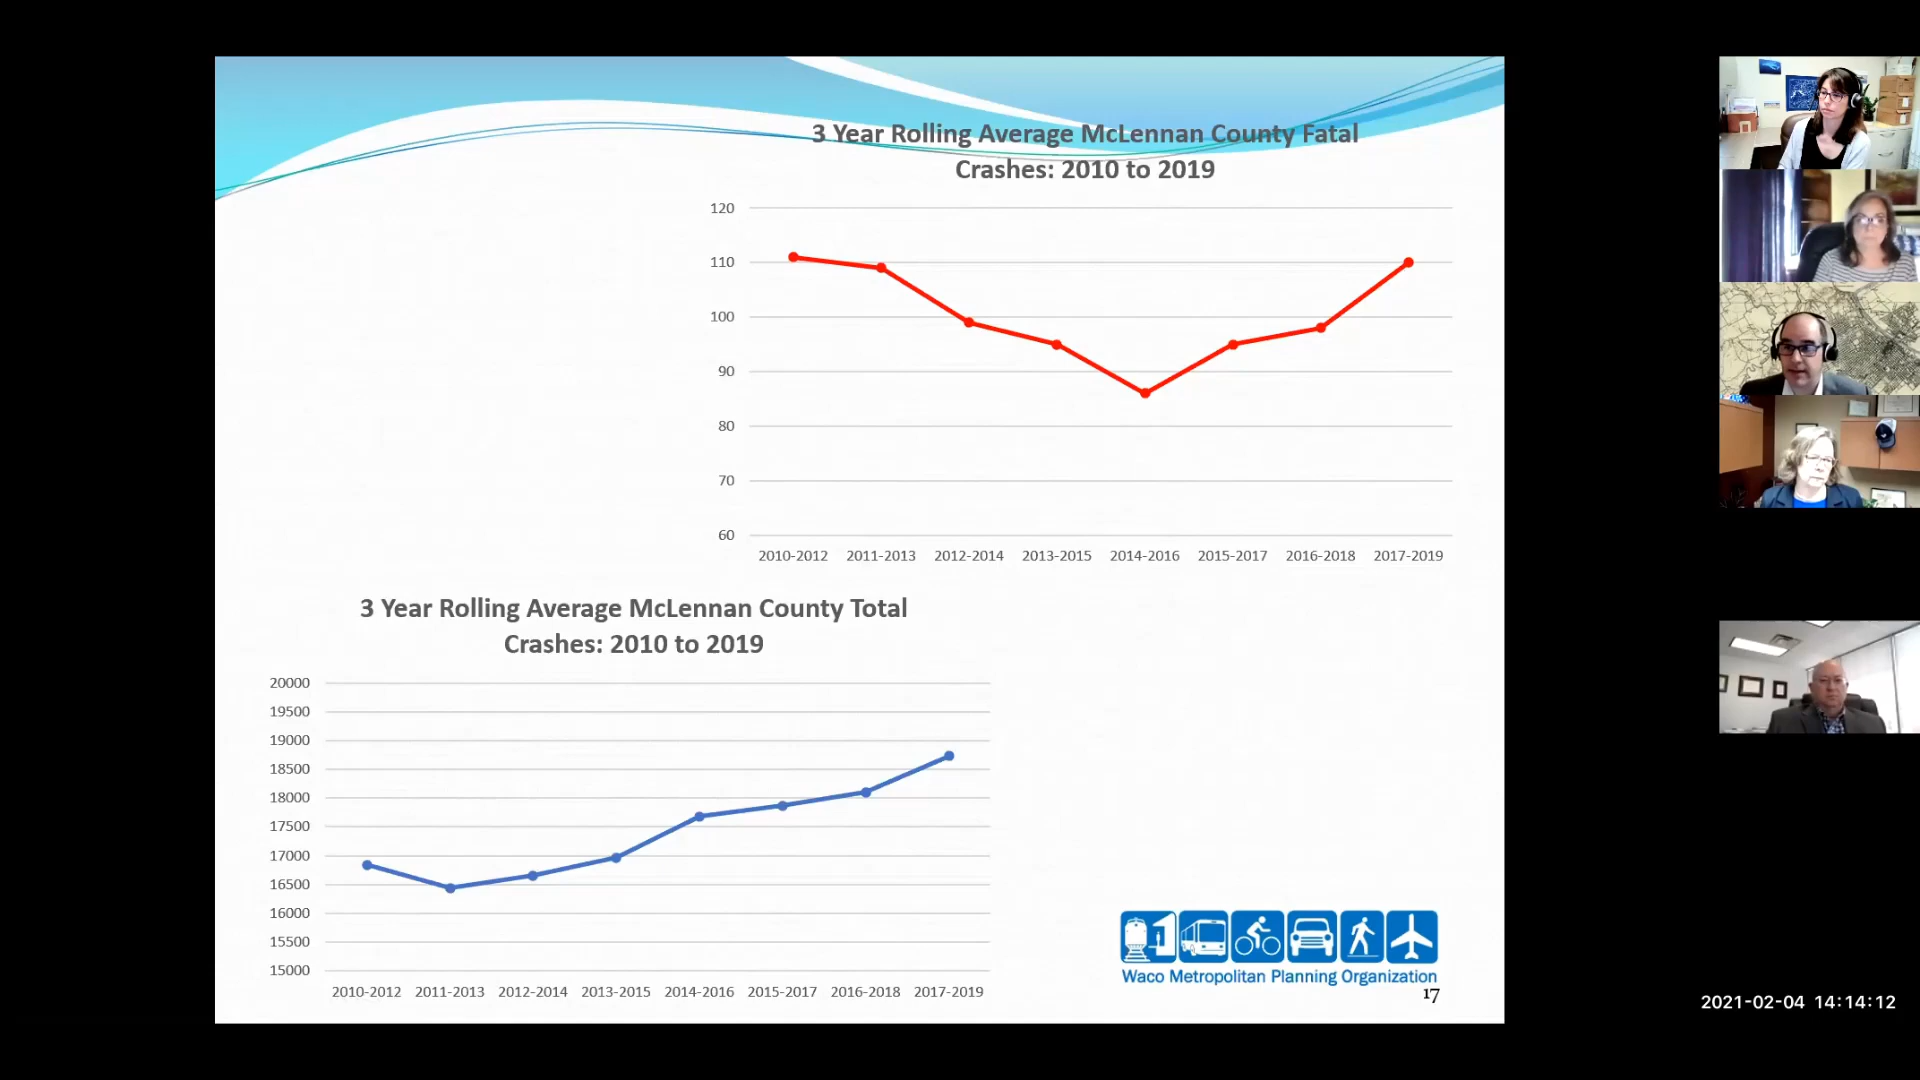 3 Year Rolling Average McLennan County Fatal
Crashes: 2010 to 2019
120
110
100
90
80
70
60
2010-2012 2011-2013 2012-2014 2013-2015 2014-2016 2015-2017 2016-2018 2017-2019
3 Year Rolling Average McLennan County Total
Crashes: 2010 to 2019
20000
19500
19000
18500
18000
17500
17000
16500
16000
15500
15000
2010-2012 2011-2013 2012-2014 2013-2015 2014-2016 2015-2017 2016-2018 2017-2019
Waco Metropolitan Planning Organization
17
2021-02-04 14:14:12